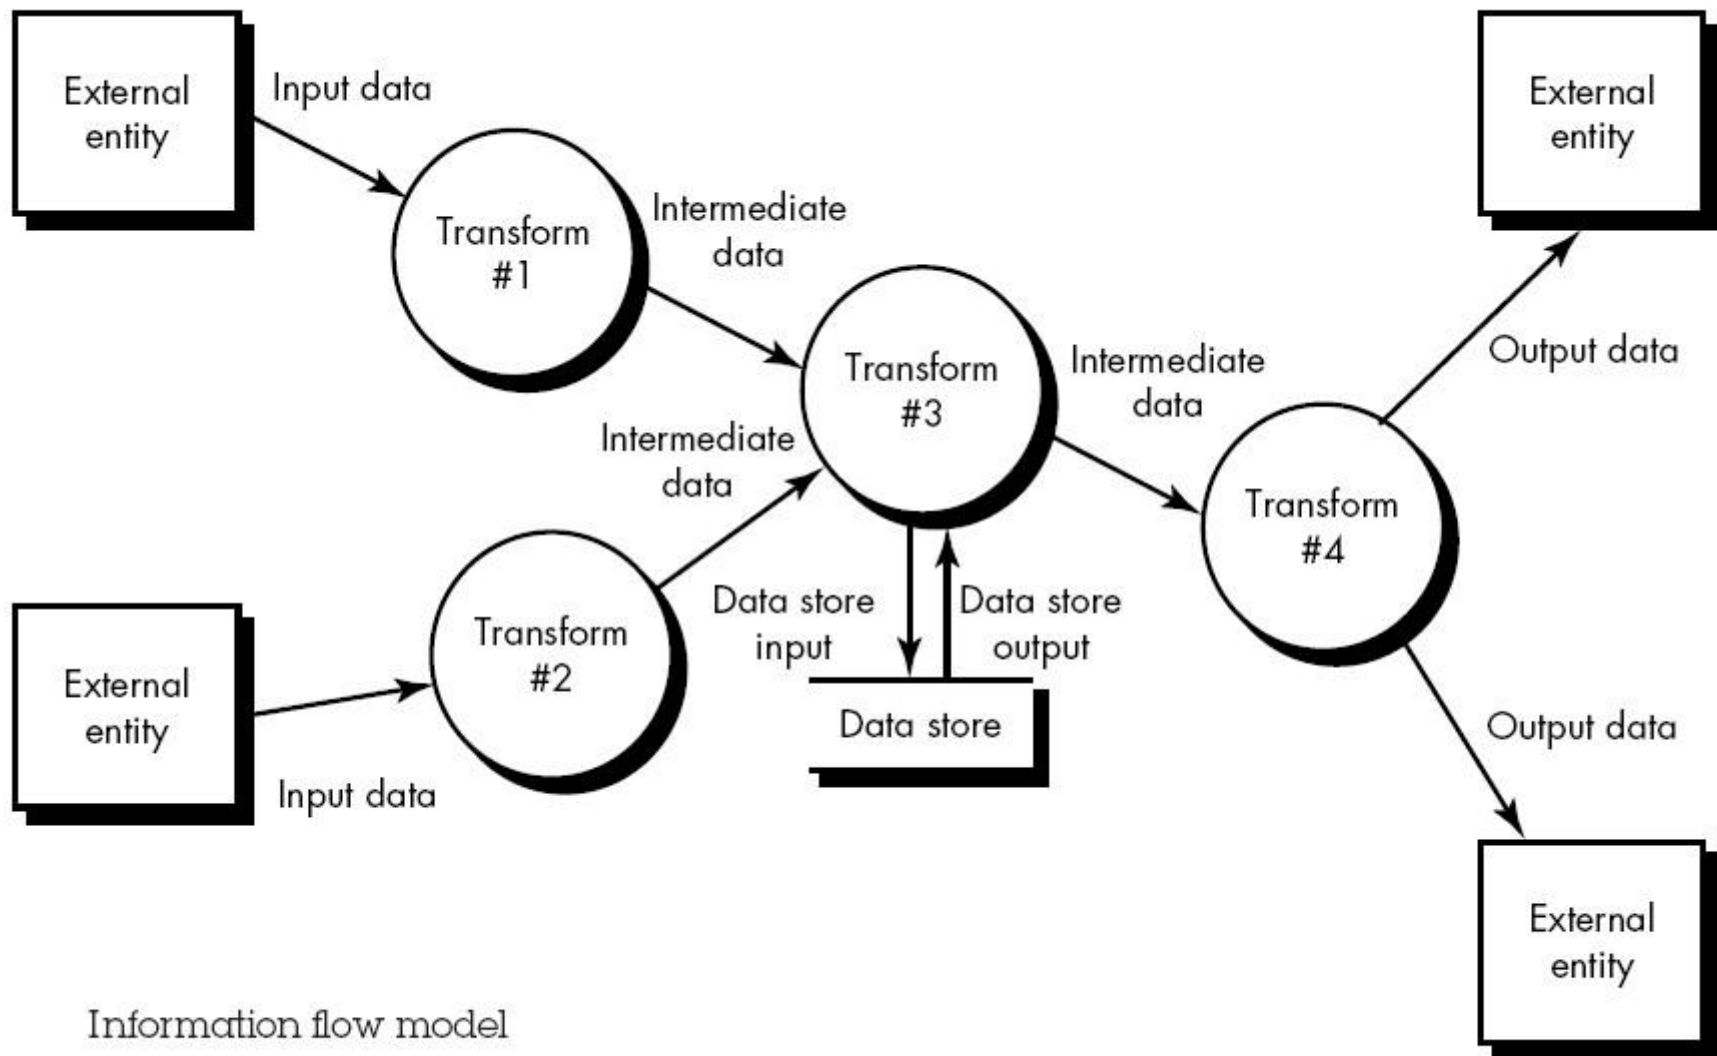 External
entity
Input data
Transform
#1
Intermediate
data
External
entity
Transform
#3
Intermediate
data
Output data
Intermediate
data
Transform
#4
External
entity
Input data
Transform
#2
Data store
input
Data store
output
Data store
Output data
External
entity
Information flow model